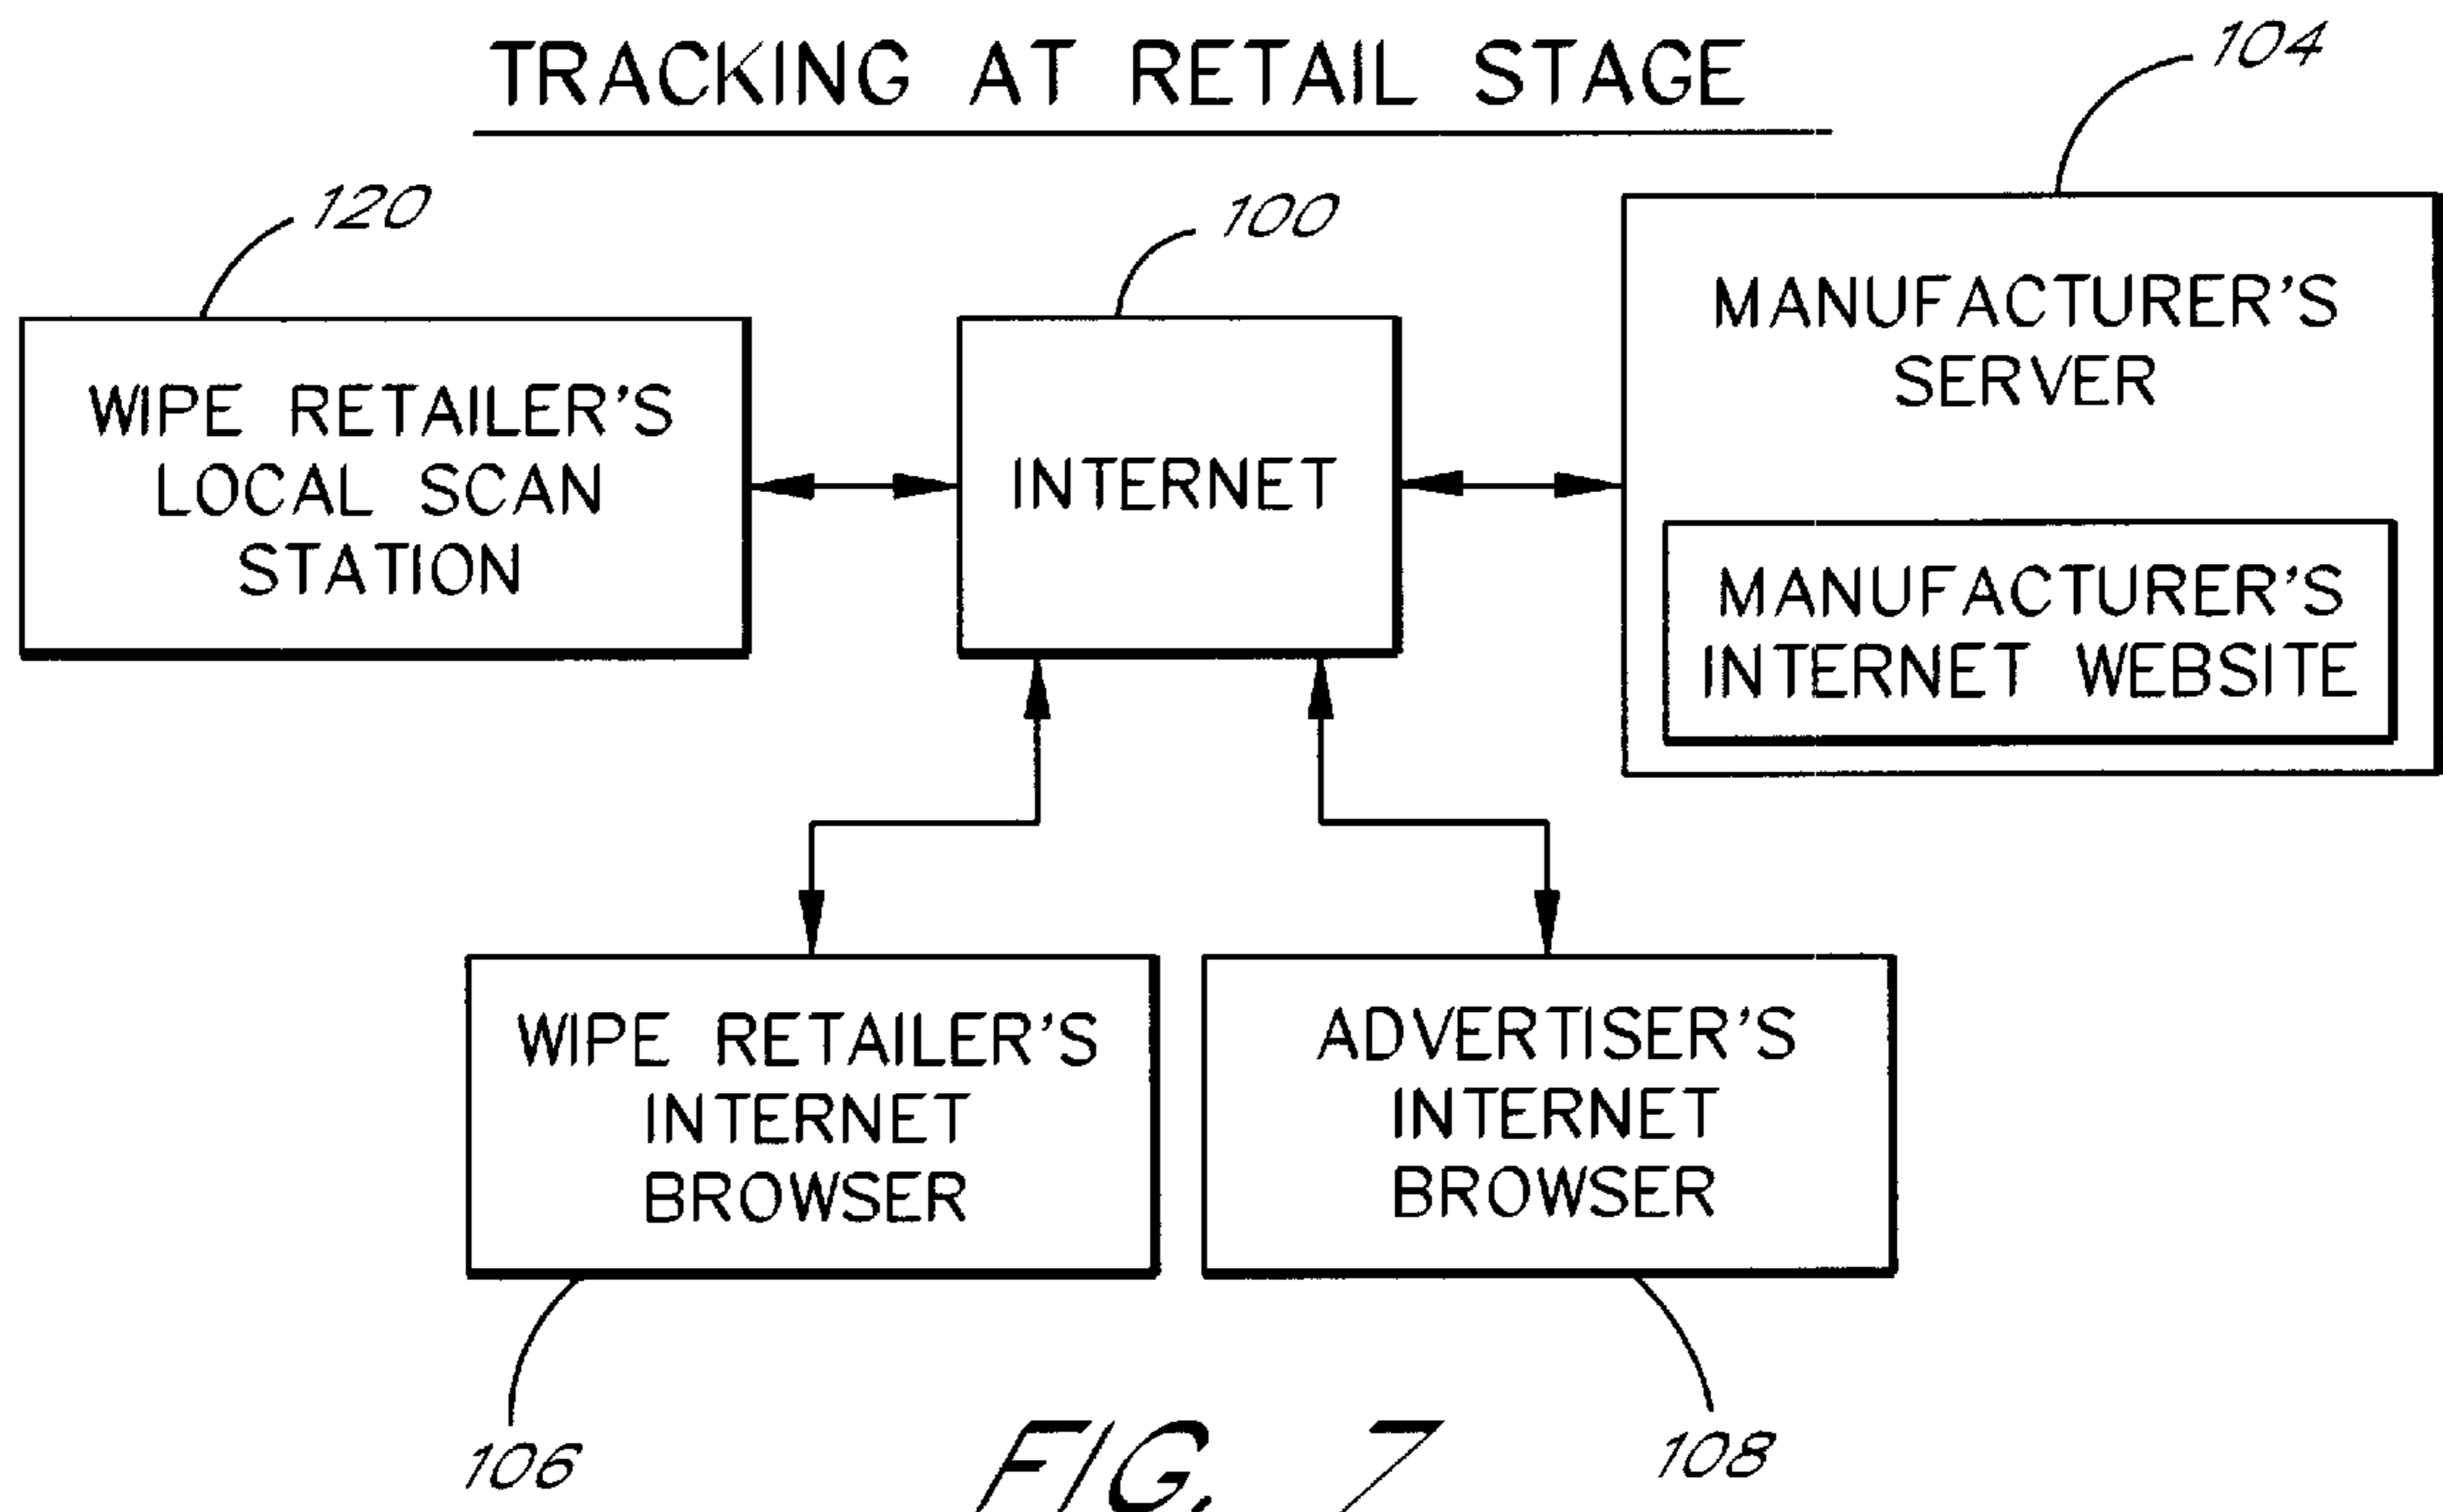 TRACKING AT RETAIL STAGE
104
120
100
WIPE RETAILER'S
LOCAL SCAN
STATION
INTERNET
MANUFACTURER'S
SERVER
MANUFACTURER'S
INTERNET WEBSITE
WIPE RETAILER'S
INTERNET
BROWSER
ADVERTISER'S
INTERNET
BROWSER
106
108
FIG. 7